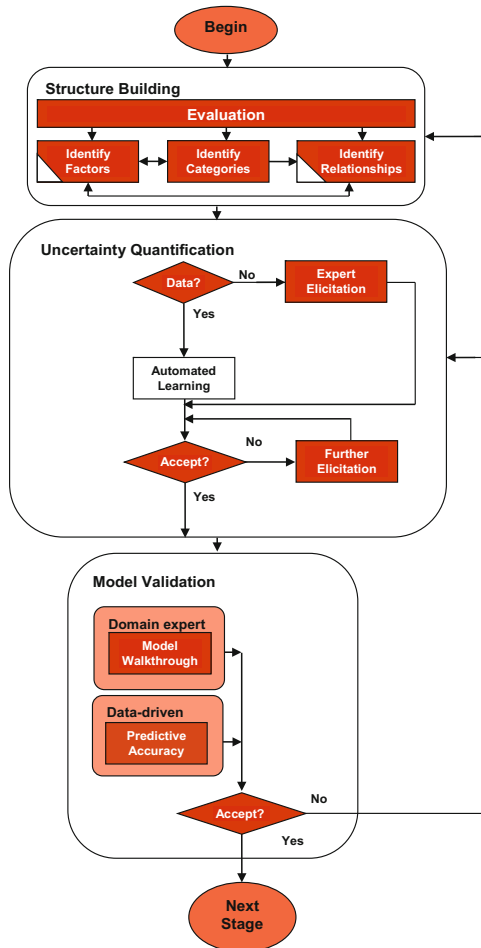 Begin
Structure Building
Evaluation
Identify
Factors
Identify
Categories
Identify
Relationships
Uncertainty Quantification
Data?
No
Expert
Elicitation
Yes
Automated
Learning
Accept?
No
Further
Elicitation
Yes
Model Validation
Domain expert
Model
Walkthrough
Data-driven
Predictive
Accuracy
Accept?
No
Yes
Next
Stage